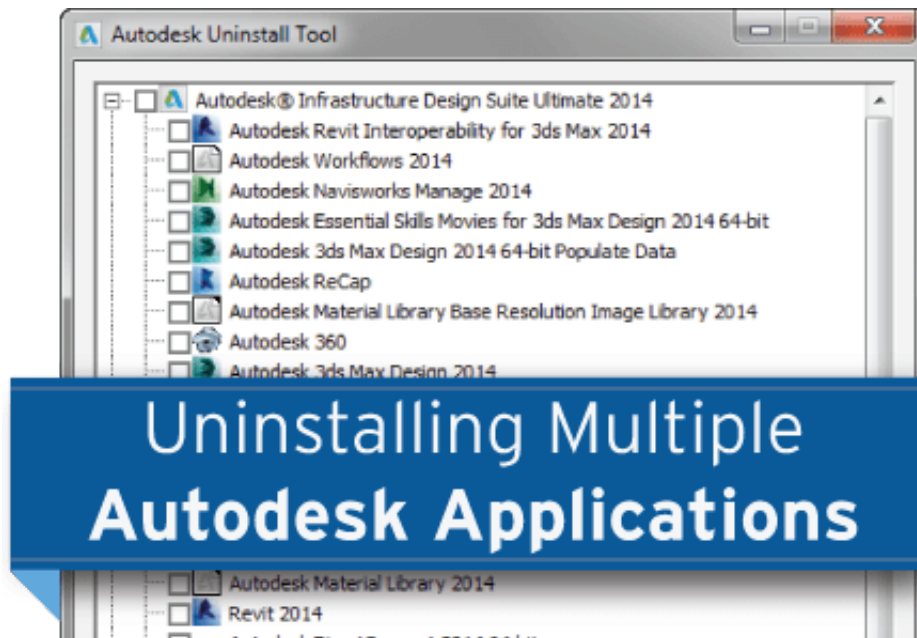 Autodesk Uninstall Tool
Autodesk® Infrastructure Design Suite Ultimate 2014
Autodesk Revit Interoperability for 3ds Max 2014
Autodesk Workflows 2014
Autodesk Navisworks Manage 2014
Autodesk Essential Skills Movies for 3ds Max Design 2014 64-bit
Autodesk 3ds Max Design 2014 64-bit Populate Data
Autodesk ReCap
Autodesk Material Library Base Resolution Image Library 2014
Autodesk 360
Autodesk 3ds Max Design 2014
Uninstalling Multiple
Autodesk Applications
Autodesk Material Library 2014
Revit 2014